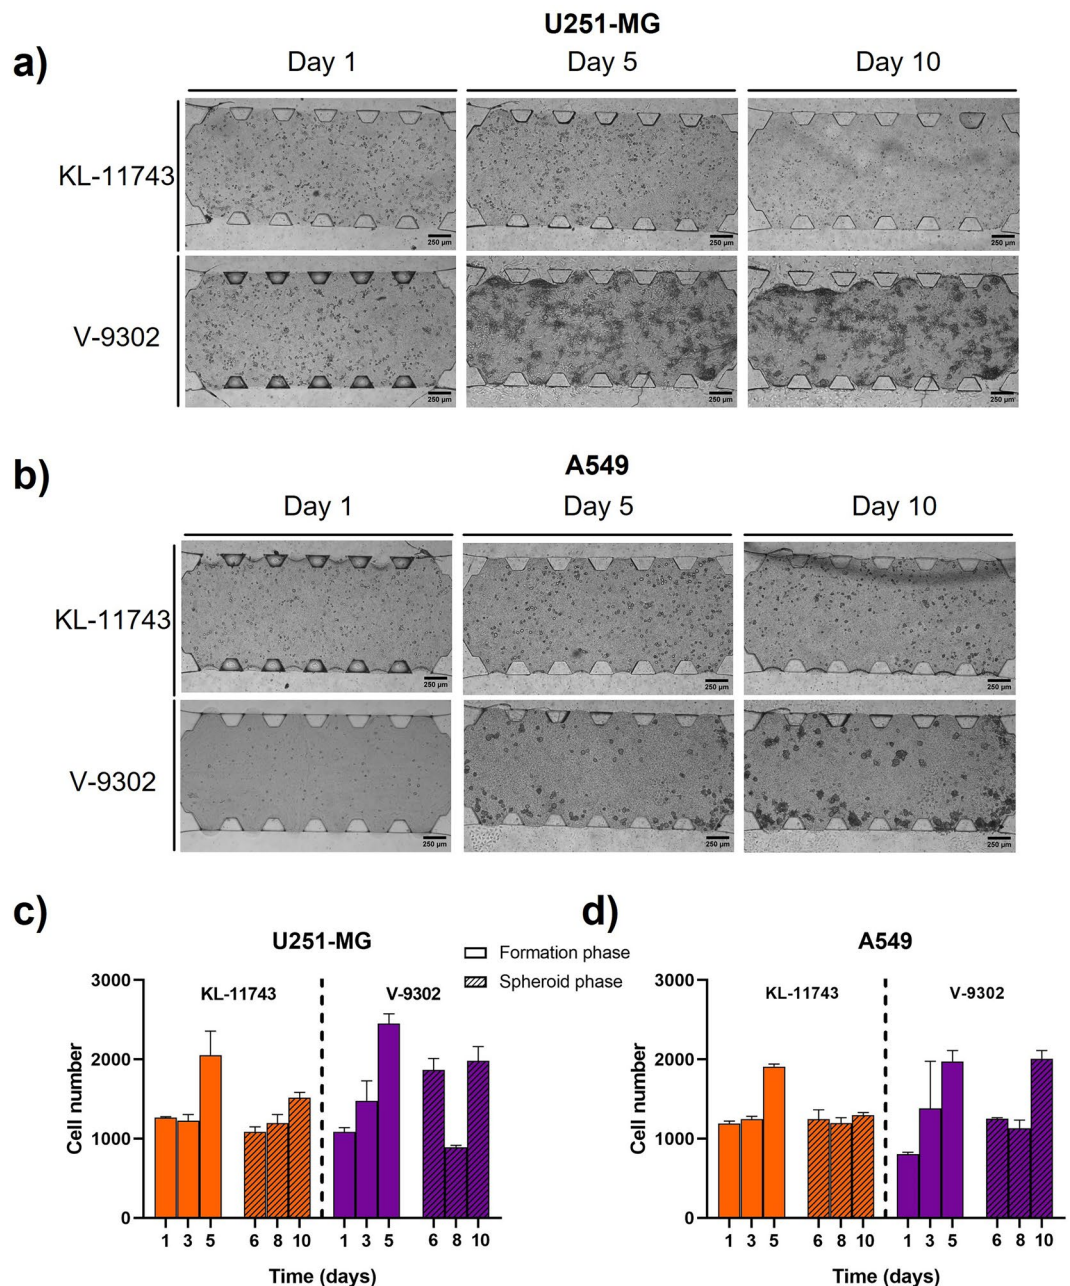 U251-MG
a)
Day 1 Day 5 Day 10
KL-11743
250 µm 250 µm 250 µm
V-9302
250 µm 250 µm 250 µm
A549
b)
Day 1 Day 5 Day 10
KL-11743
250 µm 250 µm 250 µm
V-9302
250 µm 250 µm 250 µm
c)
U251-MG
Formation phase
Spheroid phase
KL-11743 V-9302
Cell number
3000
2000
1000
0
1 3 5 6 8 10 1 3 5 6 8 10
Time (days)
d)
A549
KL-11743 V-9302
Cell number
3000
2000
1000
0
1 3 5 6 8 10 1 3 5 6 8 10
Time (days)